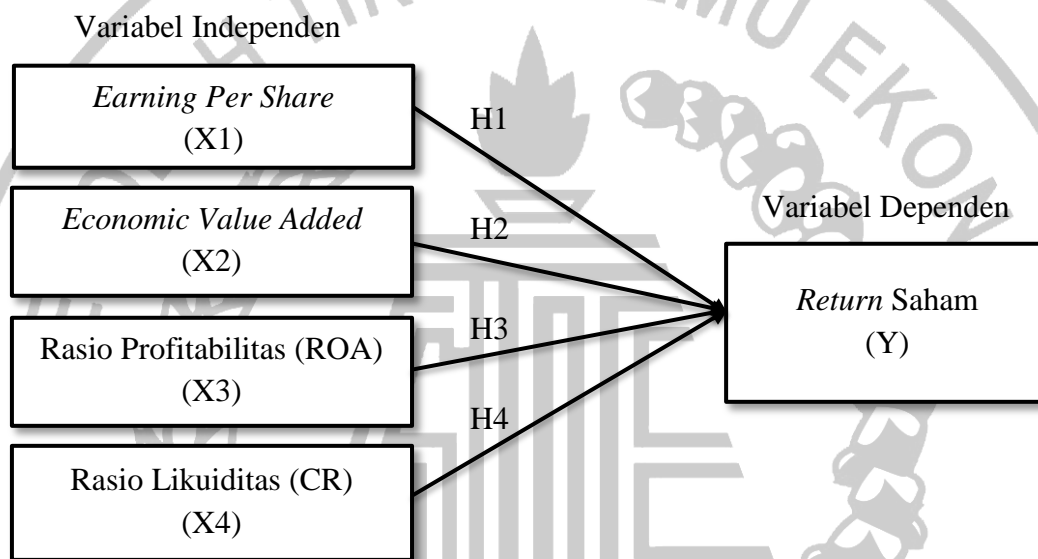 Variabel Independen
Earning Per Share
(X1)
H1
Economic Value Added
(X2)
H2
Variabel Dependen
Return Saham
(Y)
Rasio Profitabilitas (ROA)
(X3)
H3
Rasio Likuiditas (CR)
(X4)
H4